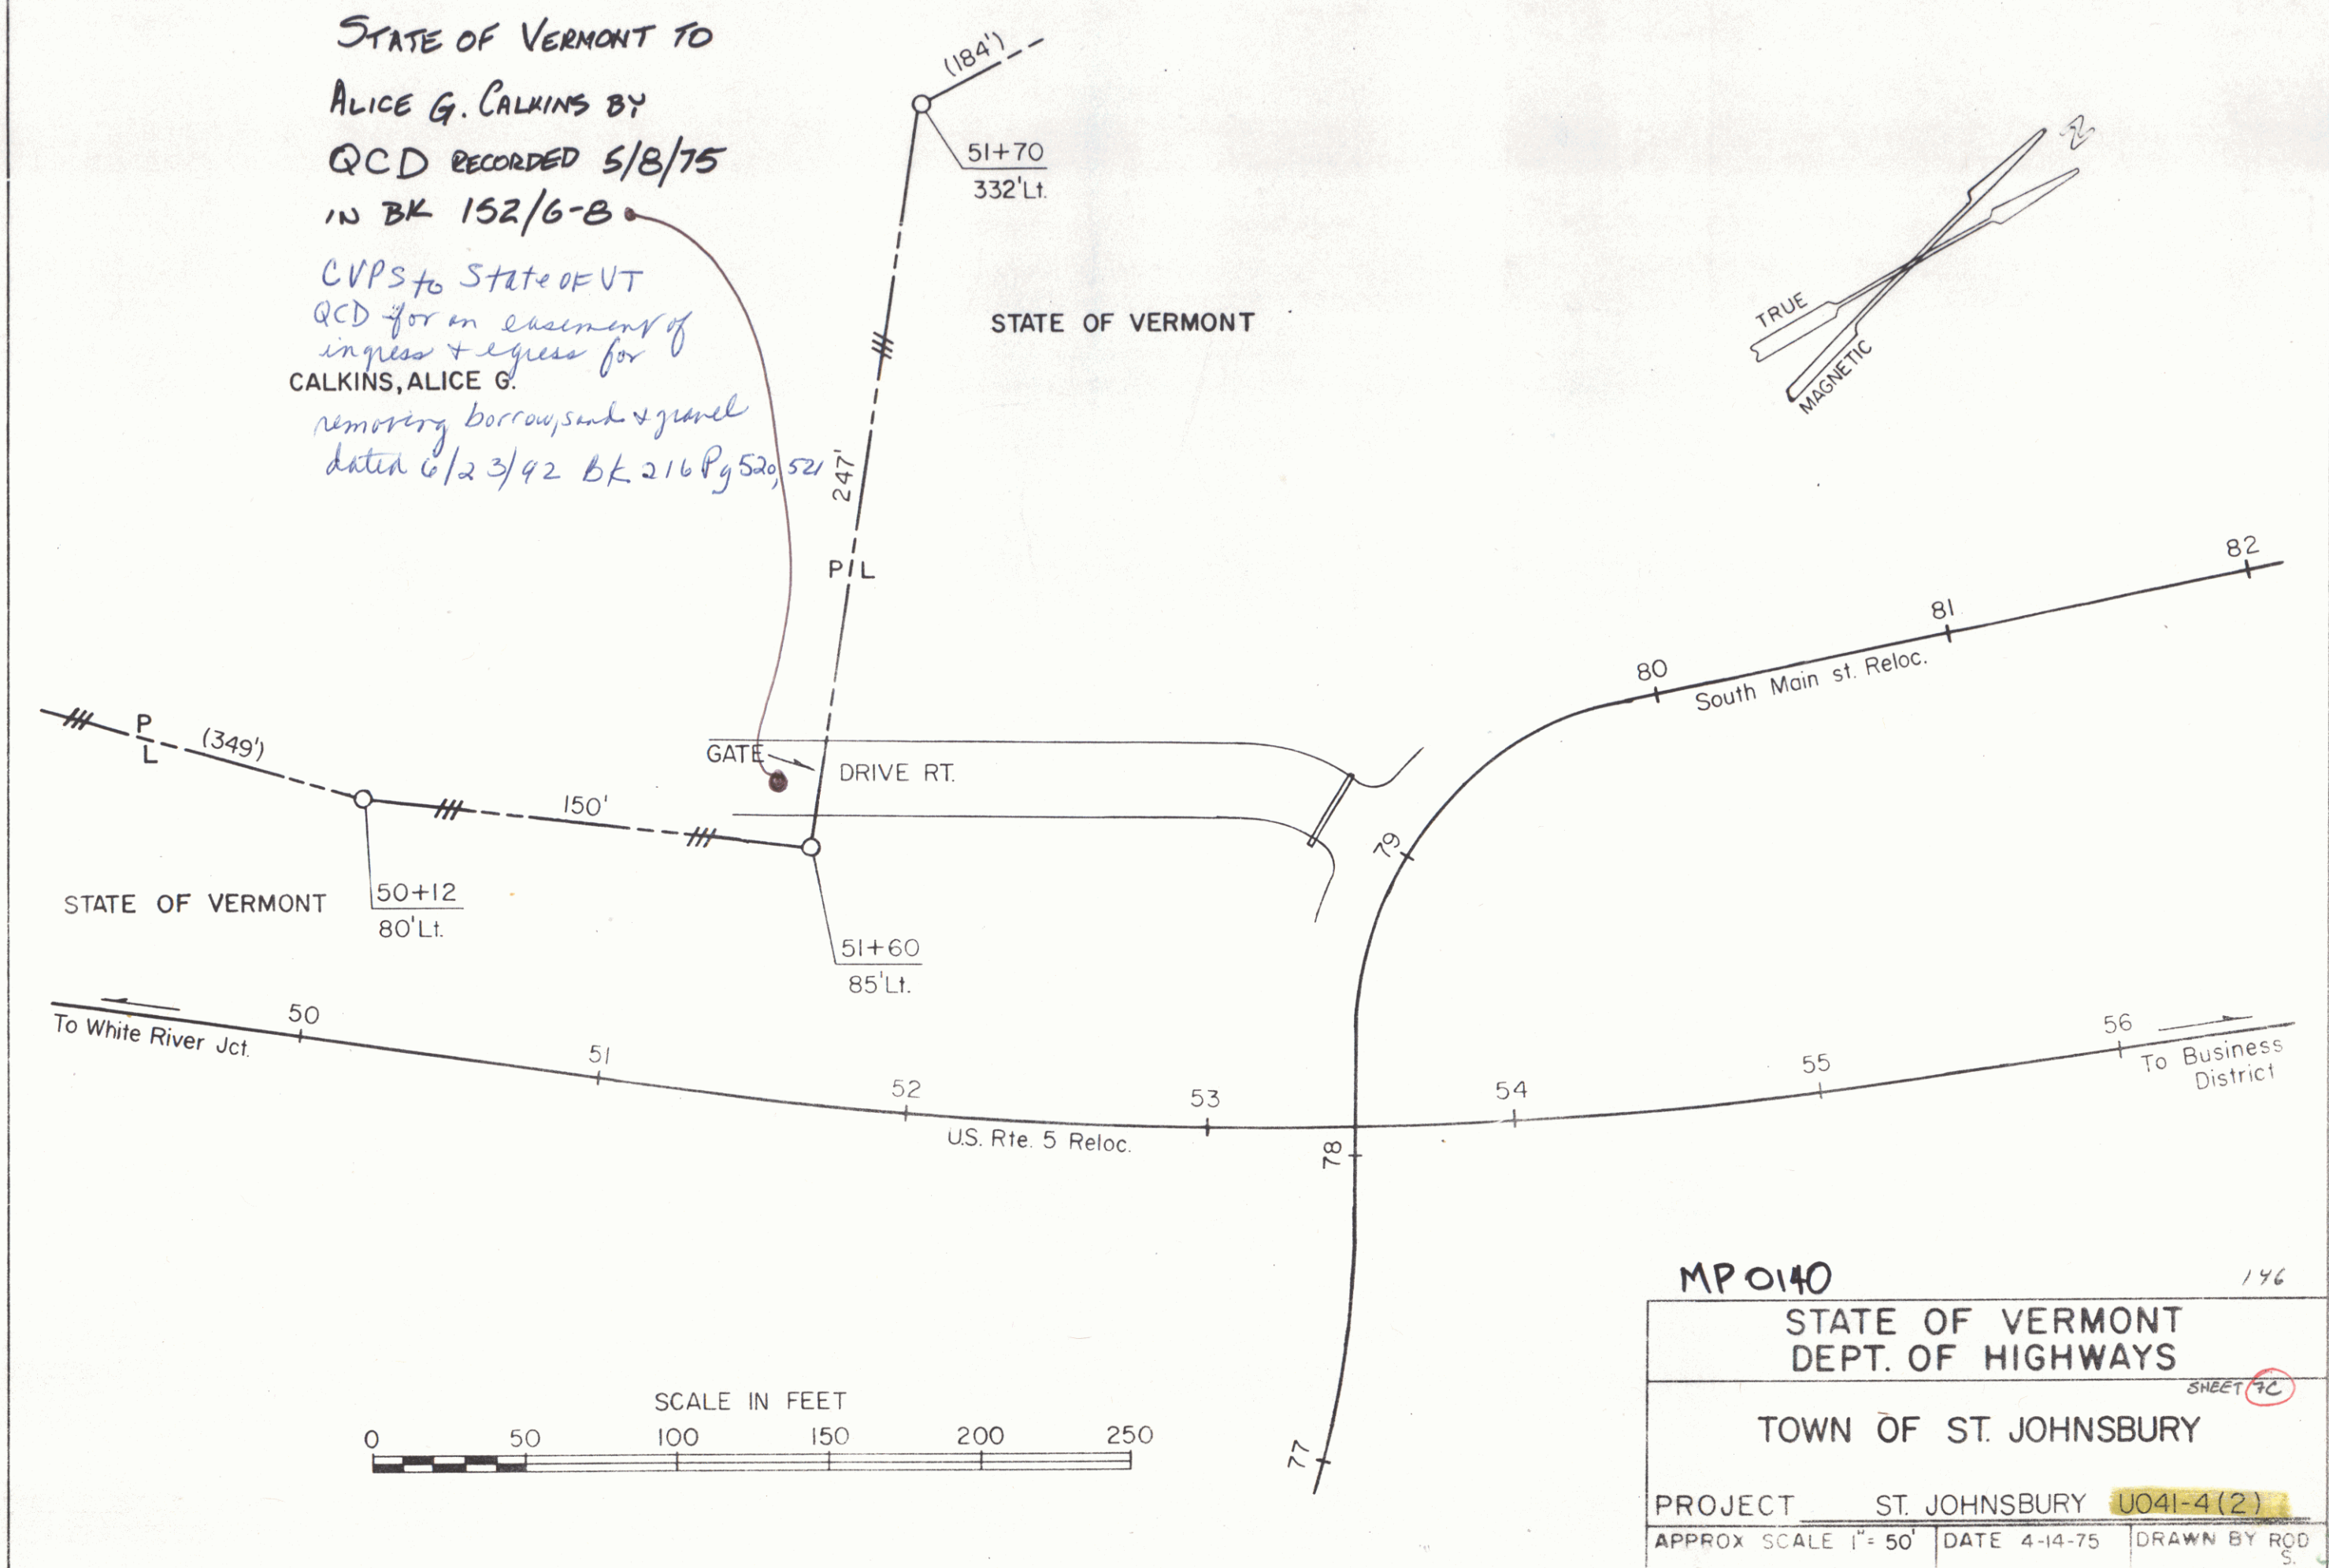 STATE OF VERMONT TO
ALICE G. CALKINS BY
QCD RECORDED 5/8/75
IN BK 152/6-8
CVPS to State OF VT
QCD for an easement of
ingress + egress for
CALKINS, ALICE G.
removing borrow, sand + gravel
dated 6/23/92 Bk 216 Pg 520, 521
(184')
51+70
332'Lt.
STATE OF VERMONT
N
TRUE
MAGNETIC
247'
P L
82
81
80
South Main st. Reloc.
P
L
(349')
GATE
DRIVE RT.
150'
79
STATE OF VERMONT
50+12
80'Lt.
51+60
85'Lt.
To White River Jct.
50
51
52
53
54
55
56
To Business
District
U.S. Rte. 5 Reloc.
78
77
SCALE IN FEET
0 50 100 150 200 250
MP0140
146
STATE OF VERMONT
DEPT. OF HIGHWAYS
SHEET 7C
TOWN OF ST. JOHNSBURY
PROJECT ST. JOHNSBURY U041-4(2)
APPROX SCALE 1"= 50' DATE 4-14-75 DRAWN BY ROD
S.